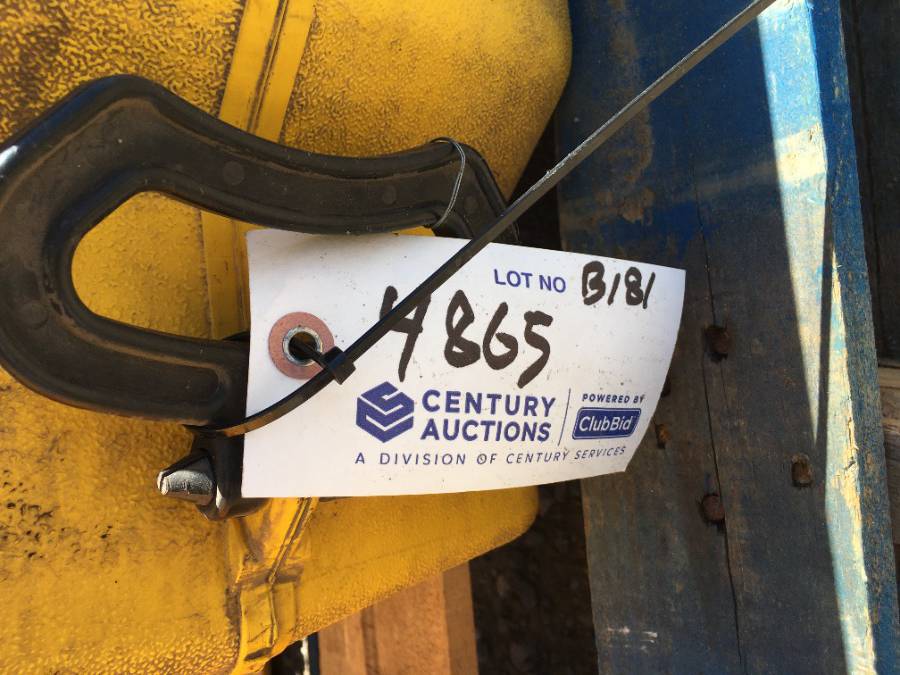 LOT NO B181
4865
CENTURY
AUCTIONS
POWERED BY
ClubBid
A DIVISION OF CENTURY SERVICES